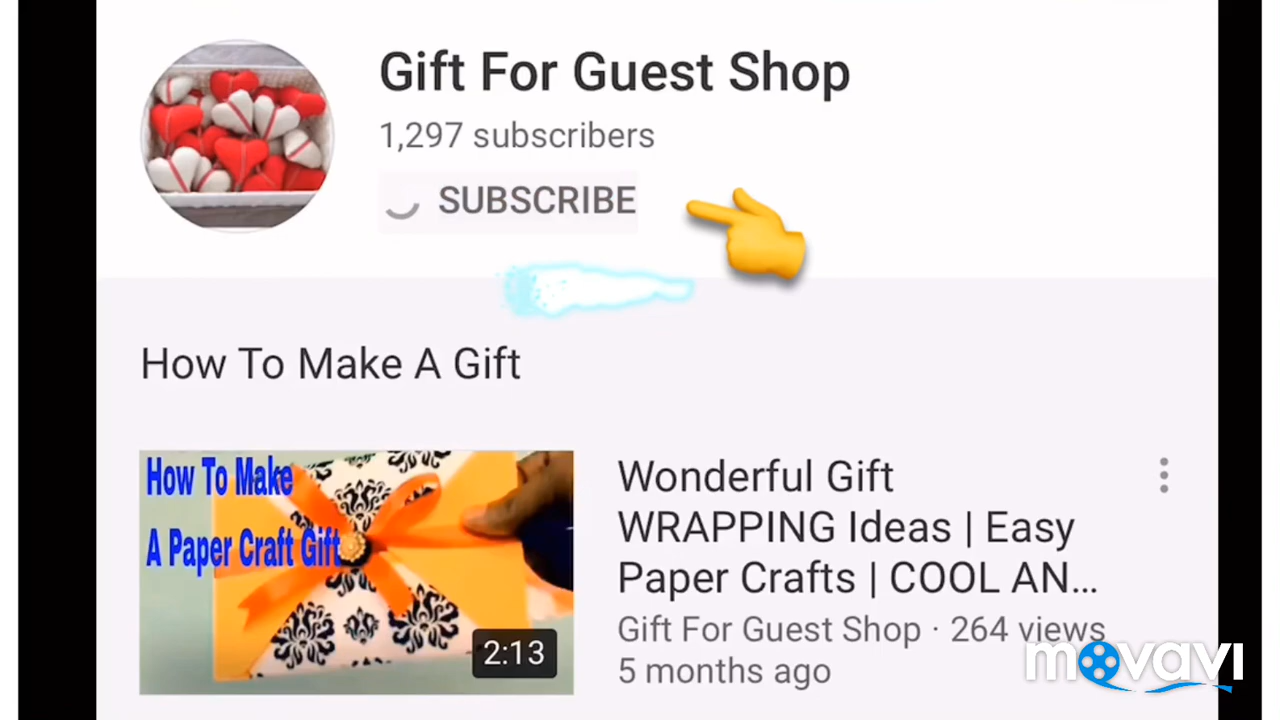 Gift For Guest Shop
1,297 subscribers
SUBSCRIBE
How To Make A Gift
How To Make
A Paper Craft Gift
2:13
Wonderful Gift
WRAPPING Ideas | Easy
Paper Crafts | COOL AN...
Gift For Guest Shop · 264 views
5 months ago
movavi